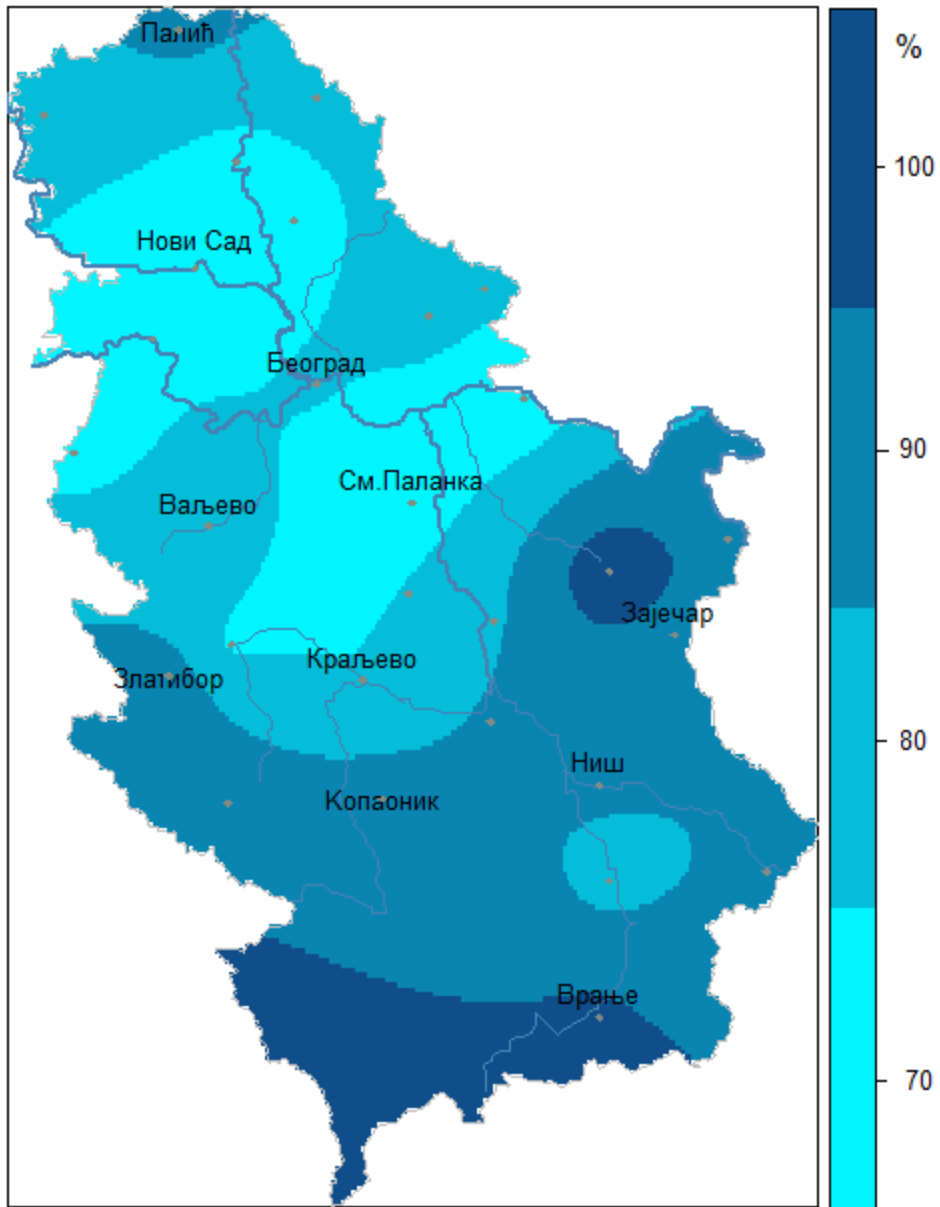 Палић
%
100
Нови Сад
Београд
90
См.Паланка
Ваљево
Зајечар
Краљево
Златибор
80
Ниш
Копаоник
Врање
70